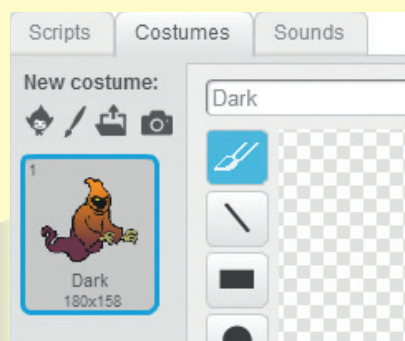 Scripts Costumes Sounds
New costume:
Dark
1
Dark
180x158